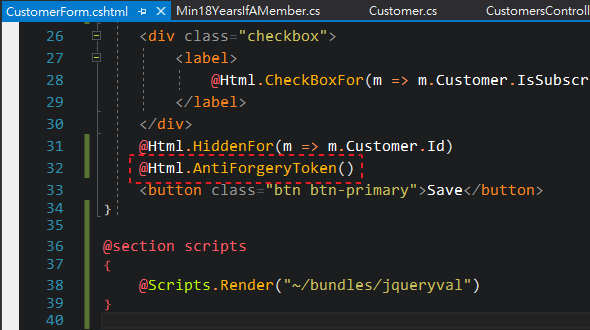 CustomerForm.cshtml Min18YearsIfAMember.cs Customer.cs CustomersControll
26 <div class="checkbox">
27 <label>
28 @Html.CheckBoxFor(m => m.Customer.IsSubscr
29 </label>
30 </div>
31 @Html.HiddenFor(m => m.Customer.Id)
32 @Html.AntiForgeryToken()
33 <button class="btn btn-primary">Save</button>
34 }
35
36 @section scripts
37 {
38 @Scripts.Render("~/bundles/jqueryval")
39 }
40